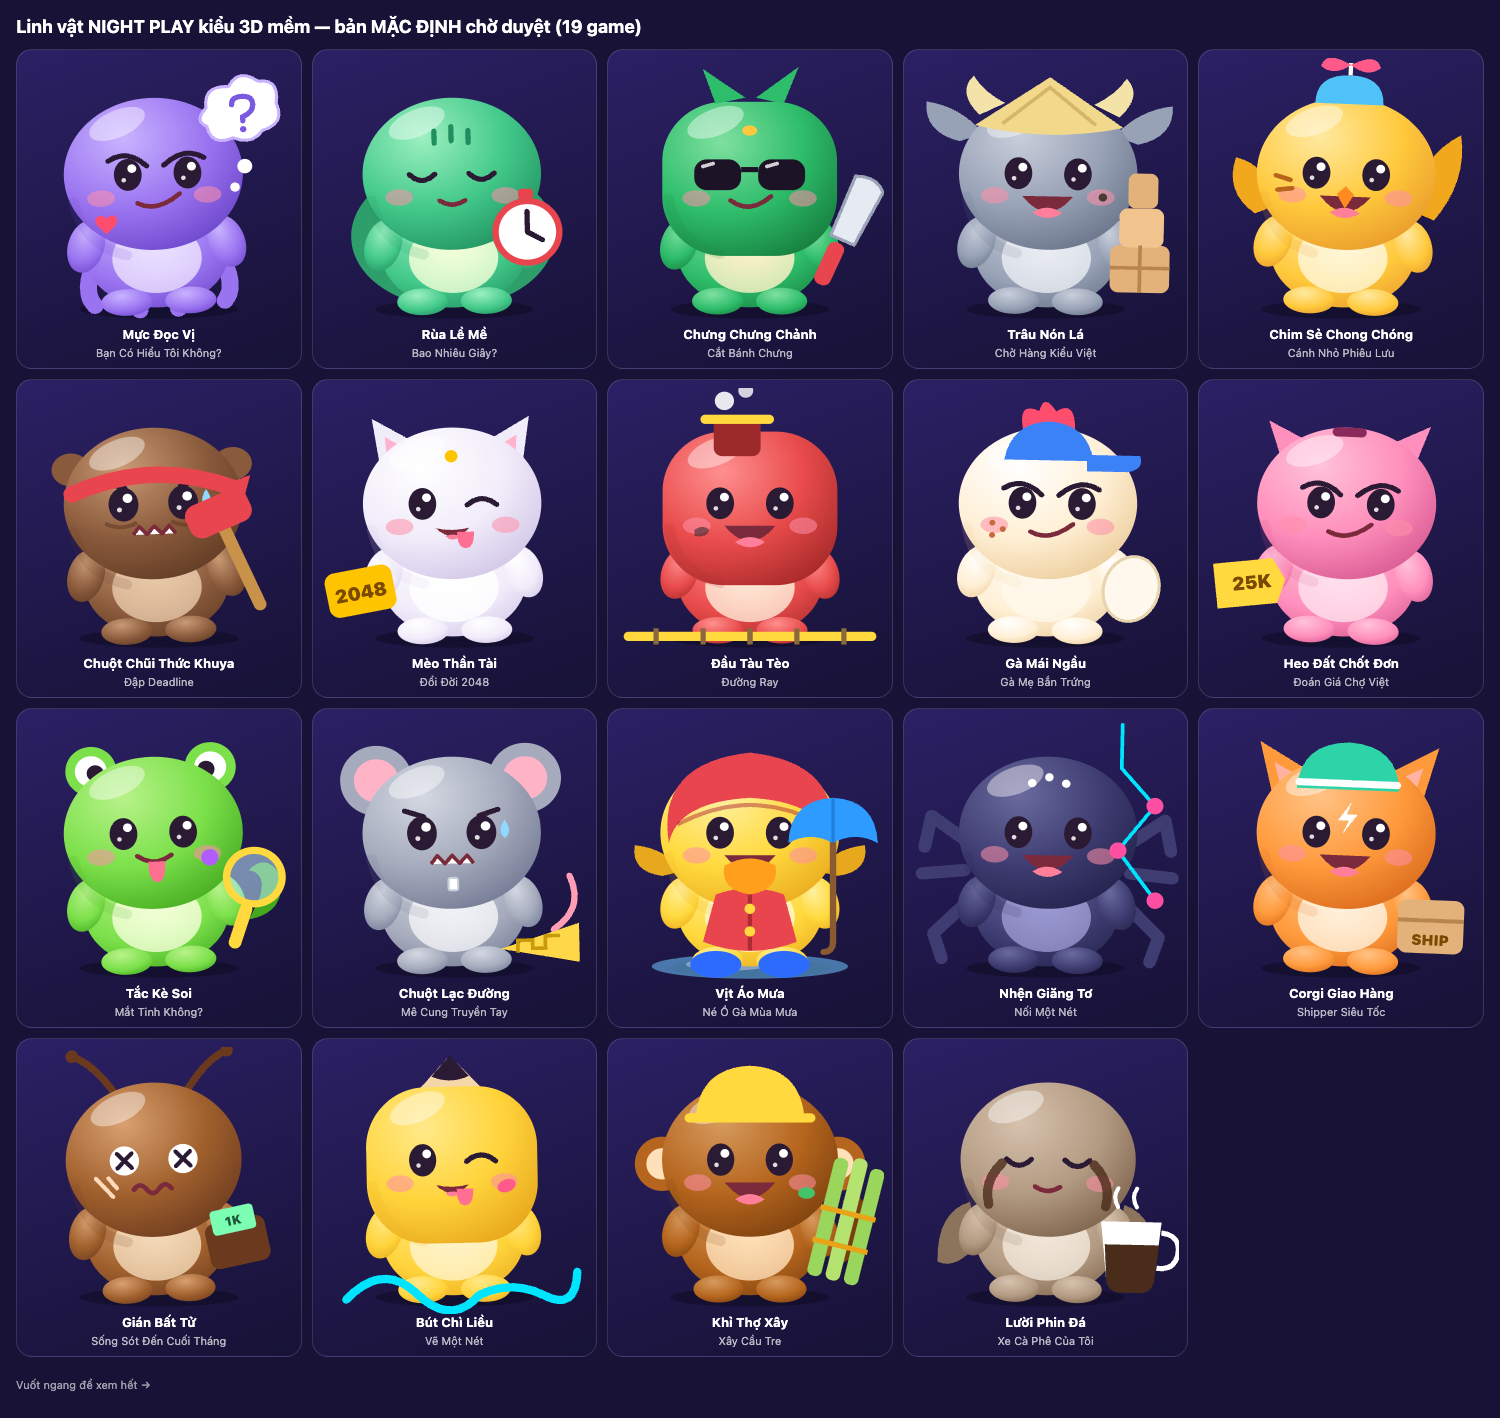 Linh vật NIGHT PLAY kiểu 3D mềm — bản MẶC ĐỊNH chờ duyệt (19 game)
?
Mực Đọc Vị
Bạn Có Hiểu Tôi Không?
Rùa Lề Mề
Bao Nhiêu Giây?
Chưng Chưng Chảnh
Cắt Bánh Chưng
Trâu Nón Lá
Chở Hàng Kiểu Việt
Chim Sẻ Chong Chóng
Cánh Nhỏ Phiêu Lưu
Chuột Chũi Thức Khuya
Đập Deadline
2048
Mèo Thần Tài
Đổi Đời 2048
Đầu Tàu Tèo
Đường Ray
Gà Mái Ngầu
Gà Mẹ Bắn Trứng
25K
Heo Đất Chốt Đơn
Đoán Giá Chợ Việt
Tắc Kè Soi
Mắt Tinh Không?
Chuột Lạc Đường
Mê Cung Truyền Tay
Vịt Áo Mưa
Né Ổ Gà Mùa Mưa
Nhện Giăng Tơ
Nối Một Nét
SHIP
Corgi Giao Hàng
Shipper Siêu Tốc
1K
Gián Bất Tử
Sống Sót Đến Cuối Tháng
Bút Chì Liều
Vẽ Một Nét
Khỉ Thợ Xây
Xây Cầu Tre
Lười Phin Đá
Xe Cà Phê Của Tôi
Vuốt ngang để xem hết →